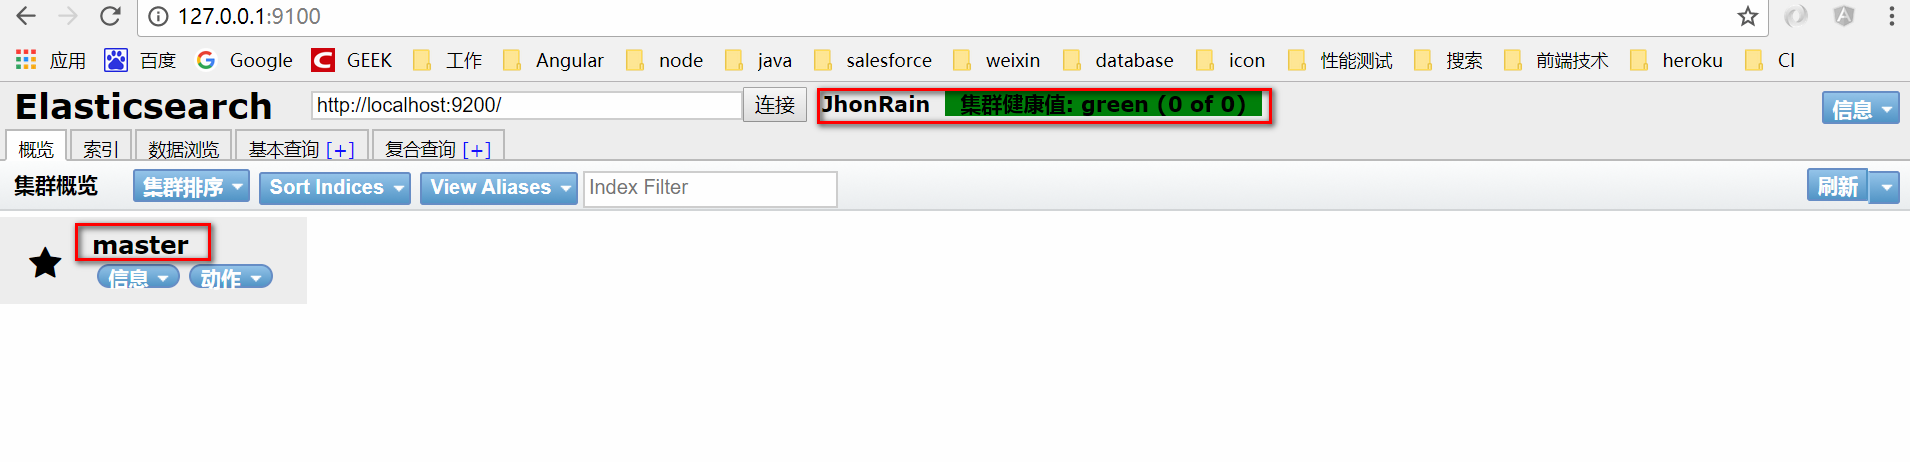 127.0.0.1:9100
应用 百度 Google GEEK 工作 Angular node java salesforce weixin database icon 性能测试 搜索 前端技术 heroku CI
Elasticsearch http://localhost:9200/ 连接 JhonRain 集群健康值: green (0 of 0) 信息
概览 索引 数据浏览 基本查询 [+] 复合查询 [+]
集群概览 集群排序 Sort Indices View Aliases Index Filter 刷新
master
信息 动作